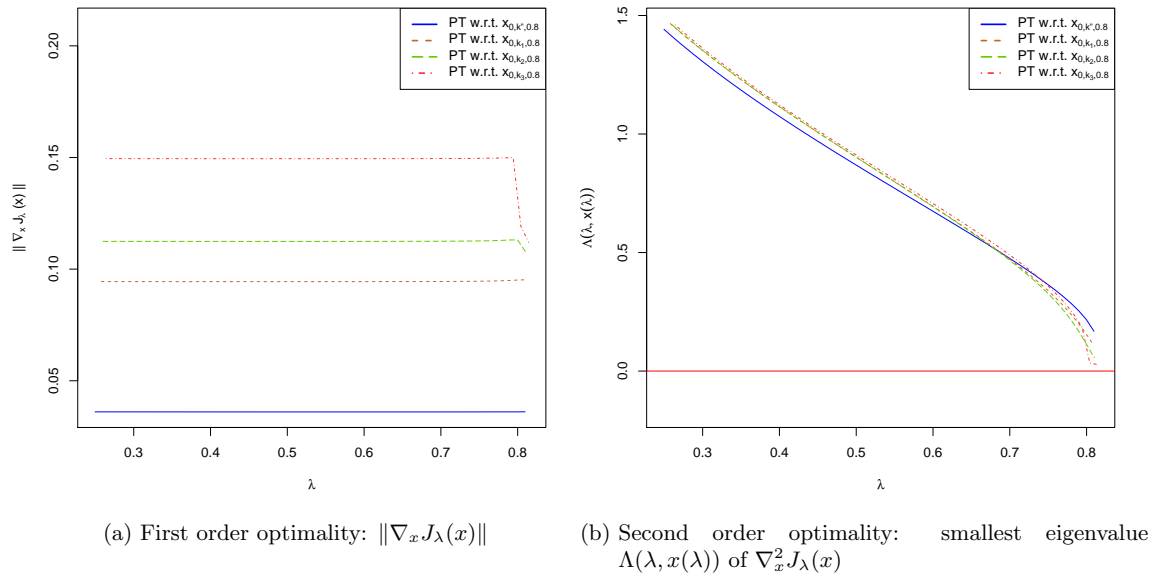 0.20
0.15
0.10
0.05
|| ∇x Jλ (x) ||
0.3 0.4 0.5 0.6 0.7 0.8
λ
PT w.r.t. x0,k*,0.8
PT w.r.t. x0,k1,0.8
PT w.r.t. x0,k2,0.8
PT w.r.t. x0,k3,0.8
(a) First order optimality: ‖∇xJλ(x)‖
1.5
1.0
0.5
0.0
Λ(λ, x(λ))
0.3 0.4 0.5 0.6 0.7 0.8
λ
PT w.r.t. x0,k*,0.8
PT w.r.t. x0,k1,0.8
PT w.r.t. x0,k2,0.8
PT w.r.t. x0,k3,0.8
(b) Second order optimality: smallest eigenvalue
Λ(λ, x(λ)) of ∇²xJλ(x)